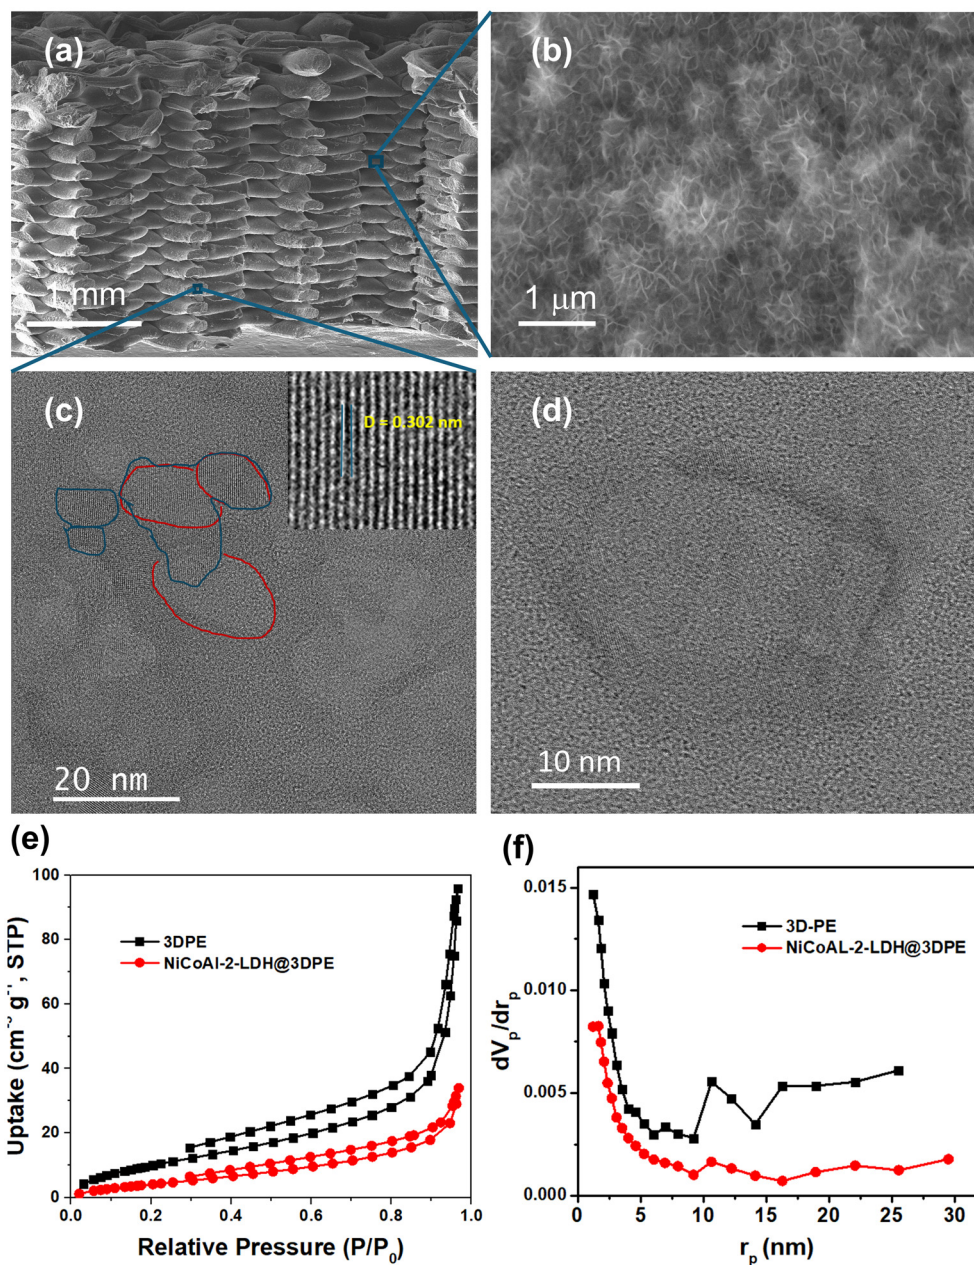 (a)
1 mm
(b)
1 μm
(c)
D = 0.302 nm
20 nm
(d)
10 nm
(e)
100
80
60
40
20
0
Uptake (cm⁻³ g⁻¹, STP)
3DPE
NiCoAl-2-LDH@3DPE
0.0 0.2 0.4 0.6 0.8 1.0
Relative Pressure (P/P₀)
(f)
0.015
0.010
0.005
0.000
dVₚ/drₚ
3D-PE
NiCoAL-2-LDH@3DPE
0 5 10 15 20 25 30
rₚ (nm)